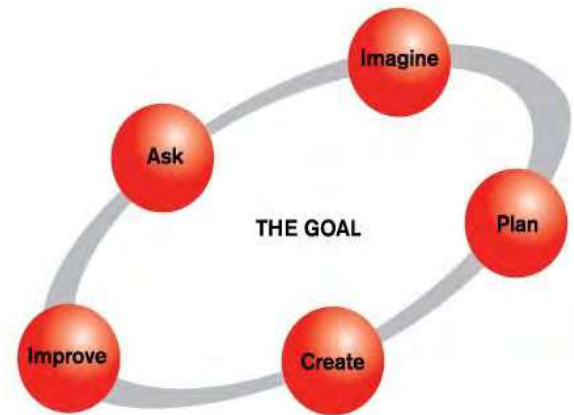 Imagine
Ask
Plan
THE GOAL
Create
Improve